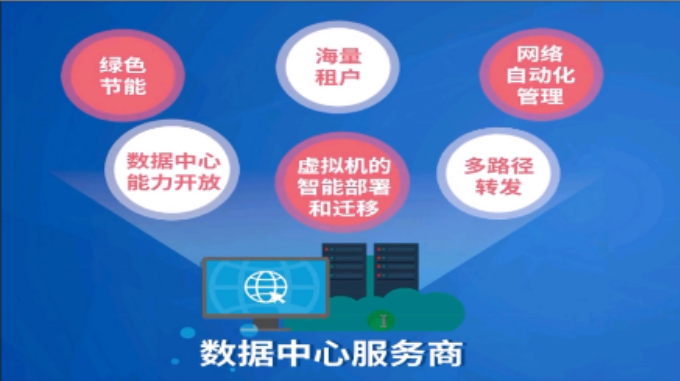 绿色
节能
海量
租户
网络
自动化
管理
数据中心
能力开放
虚拟机的
智能部署
和迁移
多路径
转发
数据中心服务商